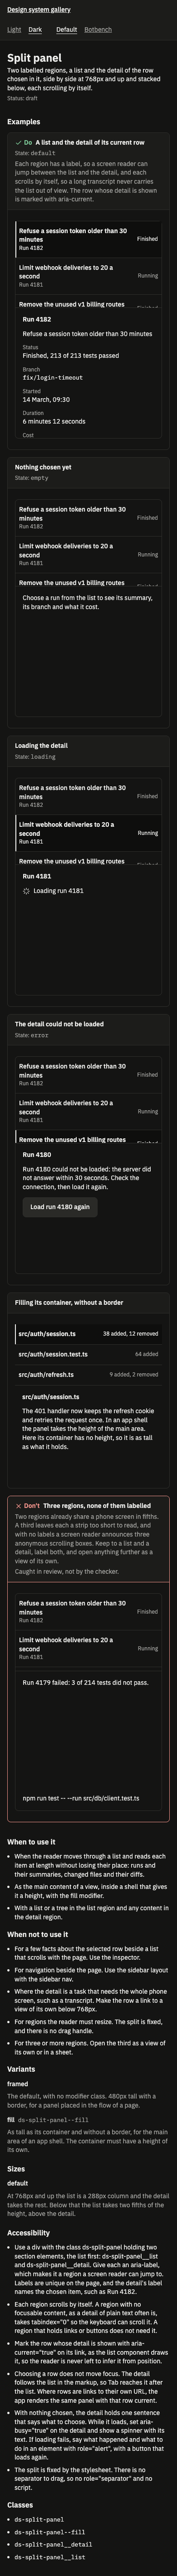 Design system gallery
Light Dark Default Botbench
Split panel
Two labelled regions, a list and the detail of the row
chosen in it, side by side at 768px and up and stacked
below, each scrolling by itself.
Status: draft
Examples
Do A list and the detail of its current row
State: default
Each region has a label, so a screen reader can
jump between the list and the detail, and each
scrolls by itself, so a long transcript never carries
the list out of view. The row whose detail is shown
is marked with aria-current.
Refuse a session token older than 30
minutes
Finished
Run 4182
Limit webhook deliveries to 20 a
second
Running
Run 4181
Remove the unused v1 billing routes
Run 4182
Refuse a session token older than 30 minutes
Status
Finished, 213 of 213 tests passed
Branch
fix/login-timeout
Started
14 March, 09:30
Duration
6 minutes 12 seconds
Cost
Nothing chosen yet
State: empty
Refuse a session token older than 30
minutes
Finished
Run 4182
Limit webhook deliveries to 20 a
second
Running
Run 4181
Remove the unused v1 billing routes
Choose a run from the list to see its summary,
its branch and what it cost.
Loading the detail
State: loading
Refuse a session token older than 30
minutes
Finished
Run 4182
Limit webhook deliveries to 20 a
second
Running
Run 4181
Remove the unused v1 billing routes
Run 4181
Loading run 4181
The detail could not be loaded
State: error
Refuse a session token older than 30
minutes
Finished
Run 4182
Limit webhook deliveries to 20 a
second
Running
Run 4181
Remove the unused v1 billing routes
Run 4180
Run 4180 could not be loaded: the server did
not answer within 30 seconds. Check the
connection, then load it again.
Load run 4180 again
Filling its container, without a border
src/auth/session.ts 38 added, 12 removed
src/auth/session.test.ts 64 added
src/auth/refresh.ts 9 added, 2 removed
src/auth/session.ts
The 401 handler now keeps the refresh cookie
and retries the request once. In an app shell
the panel takes the height of the main area.
Here its container has no height, so it is as tall
as what it holds.
Don't Three regions, none of them labelled
Two regions already share a phone screen in fifths.
A third leaves each a strip too short to read, and
with no labels a screen reader announces three
anonymous scrolling boxes. Keep to a list and a
detail, label both, and open anything further as a
view of its own.
Caught in review, not by the checker.
Refuse a session token older than 30
minutes
Finished
Run 4182
Limit webhook deliveries to 20 a
second
Running
Run 4181
Run 4179 failed: 3 of 214 tests did not pass.
npm run test -- --run src/db/client.test.ts
When to use it
When the reader moves through a list and reads each
item at length without losing their place: runs and
their summaries, changed files and their diffs.
As the main content of a view, inside a shell that gives
it a height, with the fill modifier.
With a list or a tree in the list region and any content in
the detail region.
When not to use it
For a few facts about the selected row beside a list
that scrolls with the page. Use the inspector.
For navigation beside the page. Use the sidebar layout
with the sidebar nav.
Where the detail is a task that needs the whole phone
screen, such as a transcript. Make the row a link to a
view of its own below 768px.
For regions the reader must resize. The split is fixed,
and there is no drag handle.
For three or more regions. Open the third as a view of
its own or in a sheet.
Variants
framed
The default, with no modifier class. 480px tall with a
border, for a panel placed in the flow of a page.
fill ds-split-panel--fill
As tall as its container and without a border, for the main
area of an app shell. The container must have a height of
its own.
Sizes
default
At 768px and up the list is a 288px column and the detail
takes the rest. Below that the list takes two fifths of the
height, above the detail.
Accessibility
Use a div with the class ds-split-panel holding two
section elements, the list first: ds-split-panel__list
and ds-split-panel__detail. Give each an aria-label,
which makes it a region a screen reader can jump to.
Labels are unique on the page, and the detail's label
names the chosen item, such as Run 4182.
Each region scrolls by itself. A region with no
focusable content, as a detail of plain text often is,
takes tabindex="0" so the keyboard can scroll it. A
region that holds links or buttons does not need it.
Mark the row whose detail is shown with aria-
current="true" on its link, as the list component draws
it, so the reader is never left to infer it from position.
Choosing a row does not move focus. The detail
follows the list in the markup, so Tab reaches it after
the list. Where rows are links to their own URL, the
app renders the same panel with that row current.
With nothing chosen, the detail holds one sentence
that says what to choose. While it loads, set aria-
busy="true" on the detail and show a spinner with its
text. If loading fails, say what happened and what to
do in an element with role="alert", with a button that
loads again.
The split is fixed by the stylesheet. There is no
separator to drag, so no role="separator" and no
script.
Classes
ds-split-panel
ds-split-panel--fill
ds-split-panel__detail
ds-split-panel__list